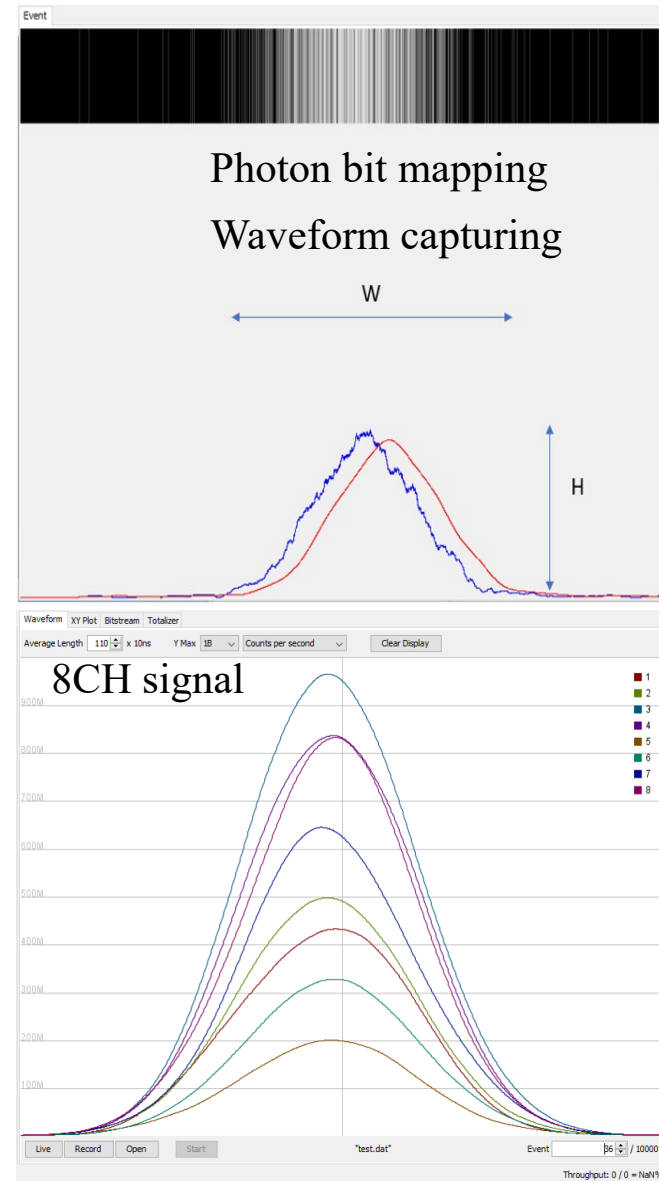 Event
Photon bit mapping
Waveform capturing
W
H
Waveform XY Plot Bitstream Totalizer
Average Length 110 x 10ns Y Max 1B Counts per second Clear Display
8CH signal
900M
800M
700M
600M
500M
400M
300M
200M
100M
1
2
3
4
5
6
7
8
Live Record Open Start "test.dat" Event 36 / 10000
Throughput: 0 / 0 = NaN%